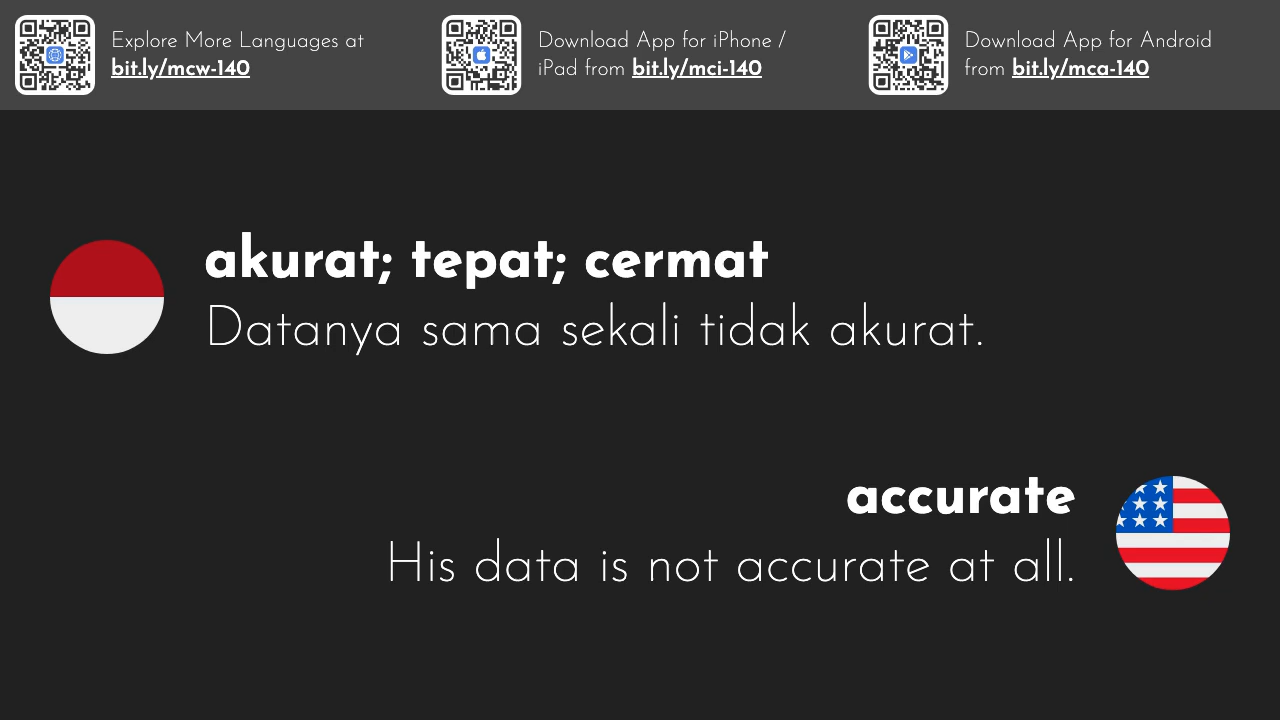 Explore More Languages at
bit.ly/mcw-140
Download App for iPhone /
iPad from bit.ly/mci-140
Download App for Android
from bit.ly/mca-140
akurat; tepat; cermat
Datanya sama sekali tidak akurat.
accurate
His data is not accurate at all.